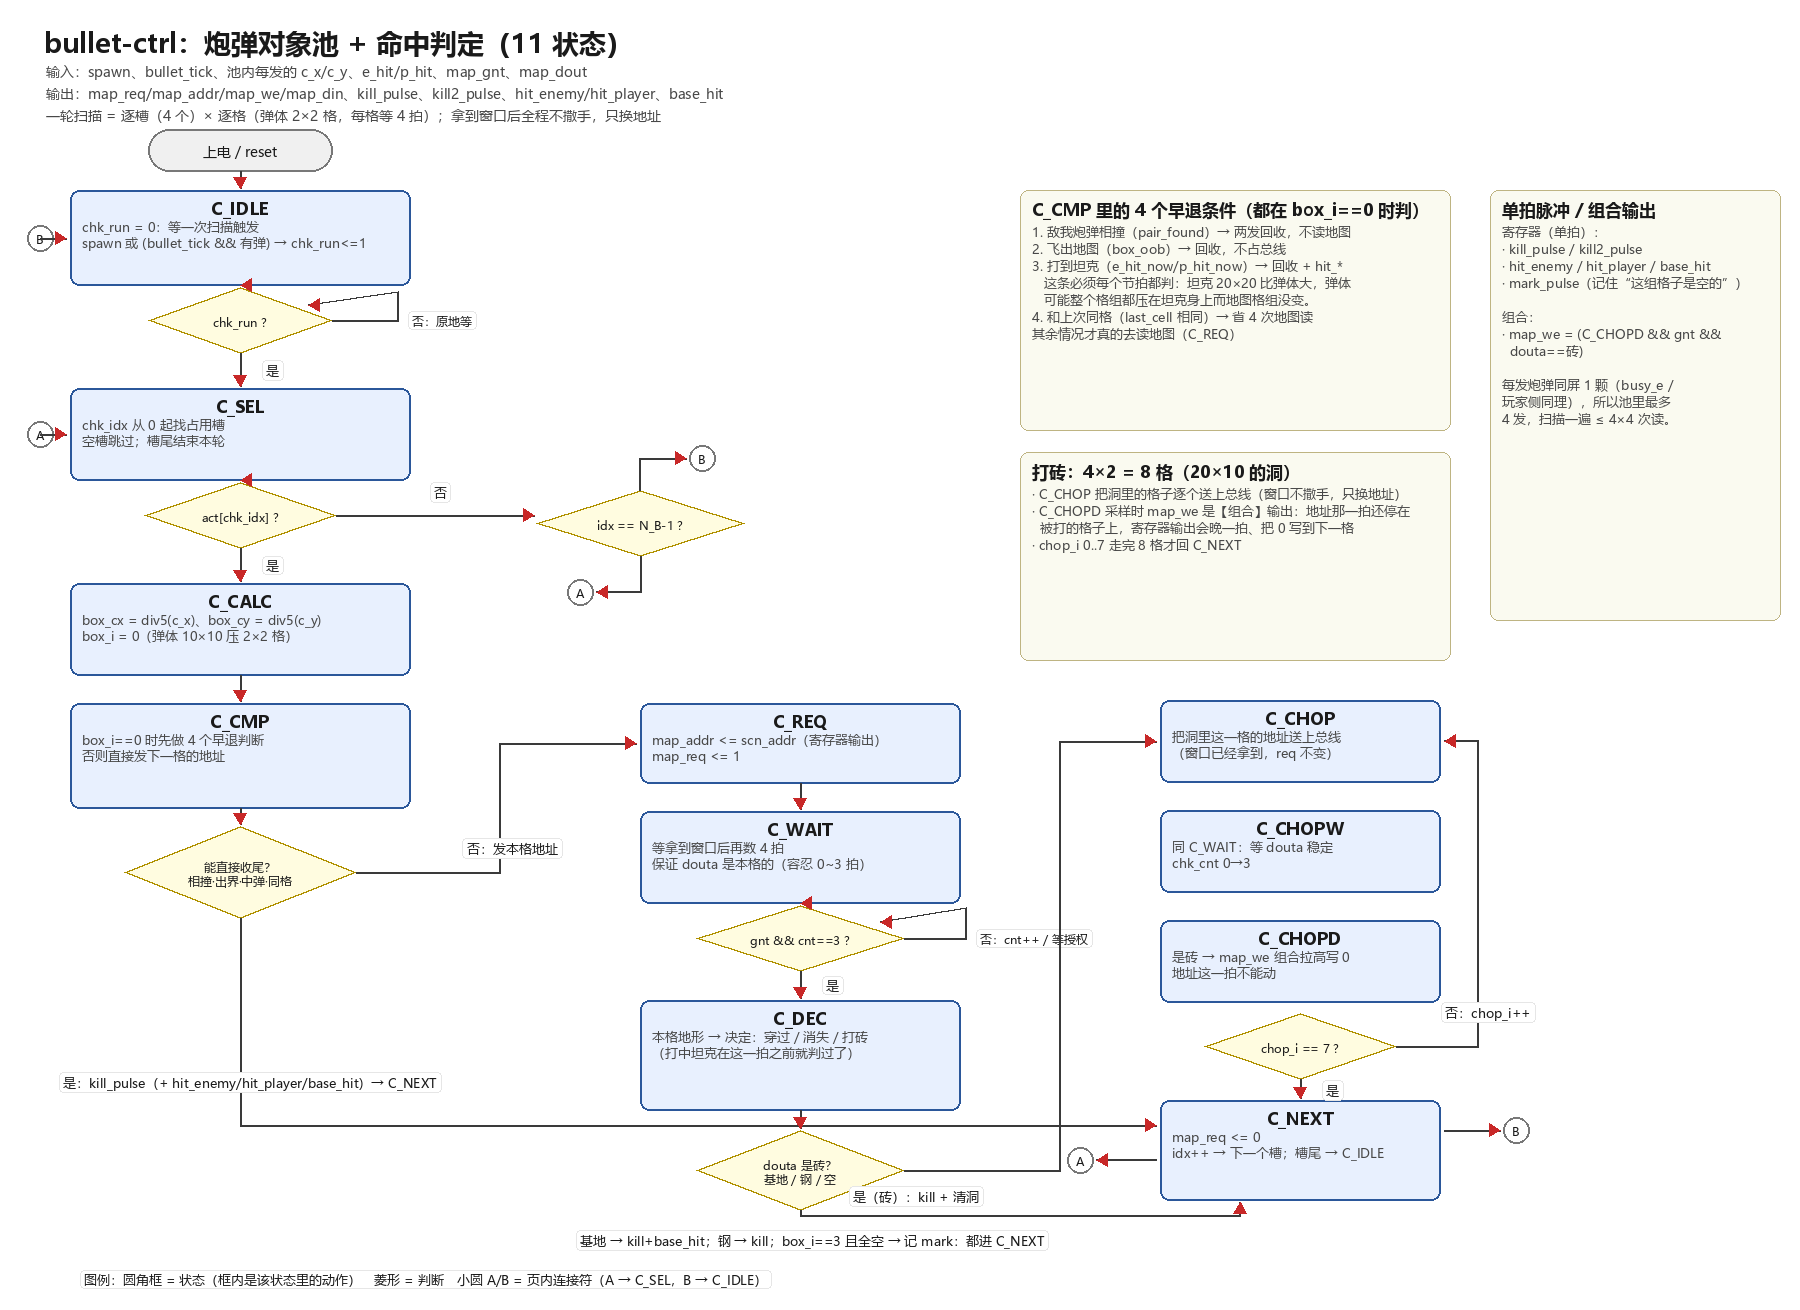 bullet-ctrl：炮弹对象池 + 命中判定（11 状态）
输入：spawn、bullet_tick、池内每发的 c_x/c_y、e_hit/p_hit、map_gnt、map_dout
输出：map_req/map_addr/map_we/map_din、kill_pulse、kill2_pulse、hit_enemy/hit_player、base_hit
一轮扫描 = 逐槽（4 个）× 逐格（弹体 2×2 格，每格等 4 拍）；拿到窗口后全程不撒手，只换地址
上电 / reset
C_IDLE
chk_run = 0：等一次扫描触发
spawn 或 (bullet_tick && 有弹) → chk_run<=1
B
chk_run ?
否：原地等
是
C_SEL
chk_idx 从 0 起找占用槽
空槽跳过；槽尾结束本轮
A
act[chk_idx] ?
否
idx == N_B-1 ?
B
A
是
C_CALC
box_cx = div5(c_x)、box_cy = div5(c_y)
box_i = 0（弹体 10×10 压 2×2 格）
C_CMP
box_i==0 时先做 4 个早退判断
否则直接发下一格的地址
能直接收尾?
相撞·出界·中弹·同格
否：发本格地址
是：kill_pulse（+ hit_enemy/hit_player/base_hit）→ C_NEXT
C_REQ
map_addr <= scn_addr（寄存器输出）
map_req <= 1
C_WAIT
等拿到窗口后再数 4 拍
保证 douta 是本格的（容忍 0~3 拍）
gnt && cnt==3 ?
否：cnt++ / 等授权
是
C_DEC
本格地形 → 决定：穿过 / 消失 / 打砖
（打中坦克在这一拍之前就判过了）
douta 是砖?
基地 / 钢 / 空
是（砖）：kill + 清洞
基地 → kill+base_hit；钢 → kill；box_i==3 且全空 → 记 mark：都进 C_NEXT
C_CHOP
把洞里这一格的地址送上总线
（窗口已经拿到，req 不变）
C_CHOPW
同 C_WAIT：等 douta 稳定
chk_cnt 0→3
C_CHOPD
是砖 → map_we 组合拉高写 0
地址这一拍不能动
否：chop_i++
chop_i == 7 ?
是
C_NEXT
map_req <= 0
idx++ → 下一个槽；槽尾 → C_IDLE
B
A
C_CMP 里的 4 个早退条件（都在 box_i==0 时判）
1. 敌我炮弹相撞（pair_found）→ 两发回收，不读地图
2. 飞出地图（box_oob）→ 回收，不占总线
3. 打到坦克（e_hit_now/p_hit_now）→ 回收 + hit_*
这条必须每个节拍都判：坦克 20×20 比弹体大，弹体
可能整个格组都压在坦克身上而地图格组没变。
4. 和上次同格（last_cell 相同）→ 省 4 次地图读
其余情况才真的去读地图（C_REQ）
打砖：4×2 = 8 格（20×10 的洞）
· C_CHOP 把洞里的格子逐个送上总线（窗口不撒手，只换地址）
· C_CHOPD 采样时 map_we 是【组合】输出：地址那一拍还停在
被打的格子上，寄存器输出会晚一拍、把 0 写到下一格
· chop_i 0..7 走完 8 格才回 C_NEXT
单拍脉冲 / 组合输出
寄存器（单拍）：
· kill_pulse / kill2_pulse
· hit_enemy / hit_player / base_hit
· mark_pulse（记住“这组格子是空的”）
组合：
· map_we = (C_CHOPD && gnt &&
douta==砖)
每发炮弹同屏 1 颗（busy_e /
玩家侧同理），所以池里最多
4 发，扫描一遍 ≤ 4×4 次读。
图例：圆角框 = 状态（框内是该状态里的动作） 菱形 = 判断 小圆 A/B = 页内连接符（A → C_SEL，B → C_IDLE）